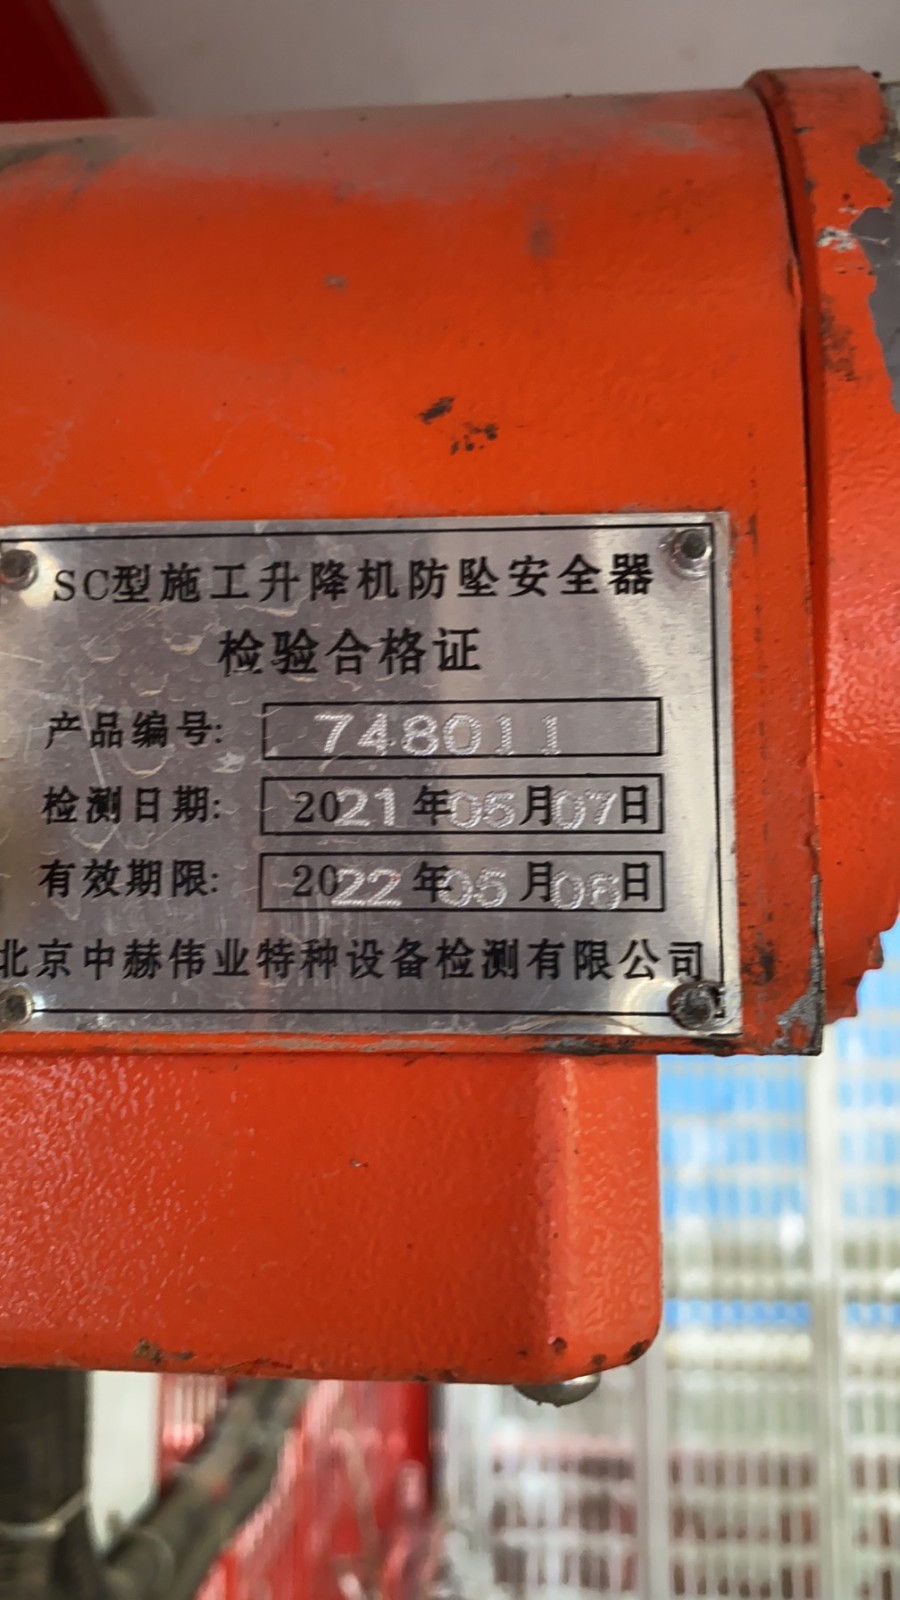 SC型施工升降机防坠安全器
检验合格证
产品编号: 748011
检测日期: 2021年05月07日
有效期限: 2022年05月06日
北京中赫伟业特种设备检测有限公司